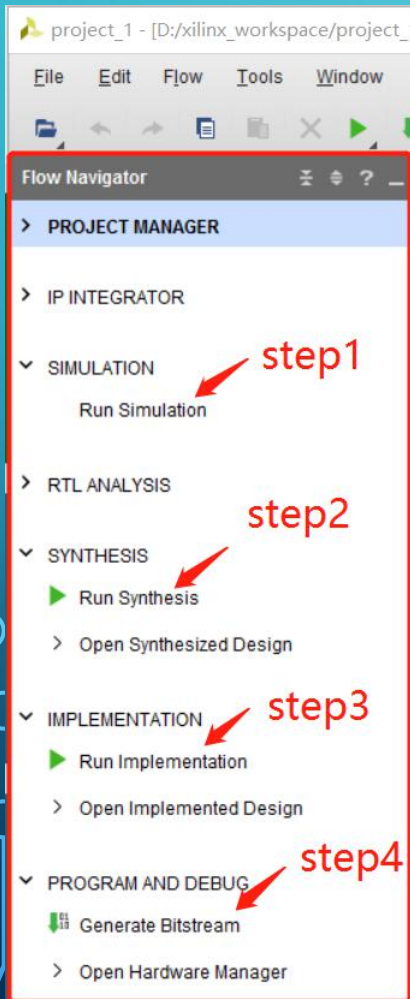 project_1 - [D:/xilinx_workspace/project_
File Edit Flow Tools Window
Flow Navigator ?
PROJECT MANAGER
IP INTEGRATOR
SIMULATION
step1
Run Simulation
RTL ANALYSIS
step2
SYNTHESIS
Run Synthesis
Open Synthesized Design
step3
IMPLEMENTATION
Run Implementation
Open Implemented Design
step4
PROGRAM AND DEBUG
Generate Bitstream
Open Hardware Manager